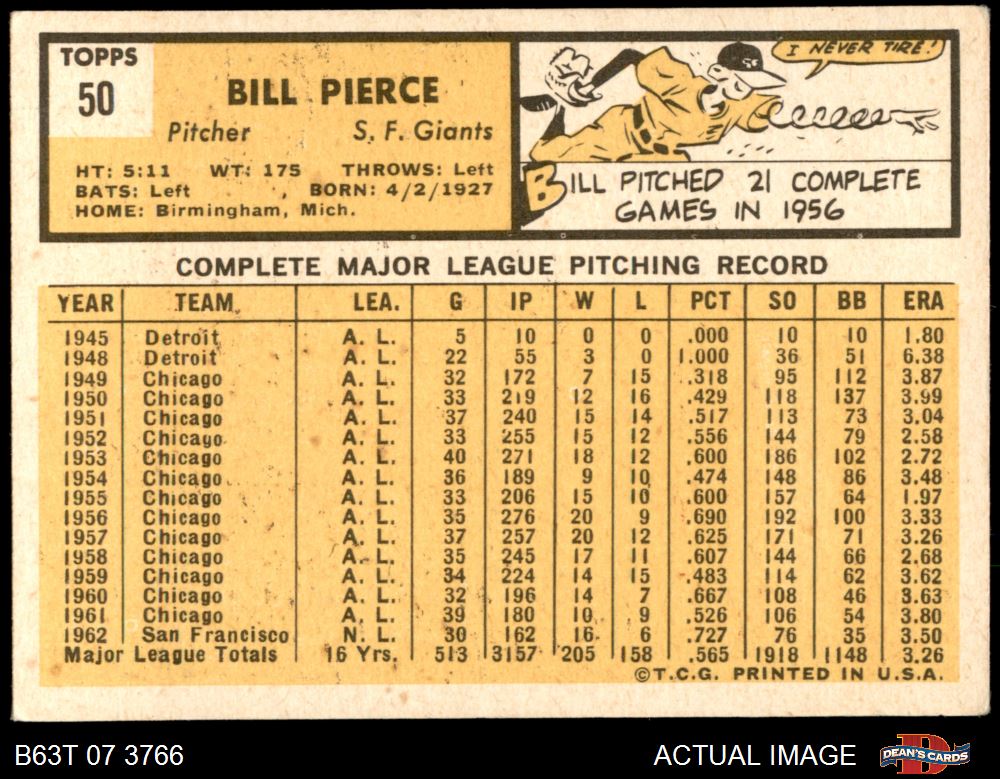 TOPPS
50
BILL PIERCE
Pitcher S. F. Giants
HT: 5:11 WT: 175 THROWS: Left
BATS: Left BORN: 4/2/1927
HOME: Birmingham, Mich.
I NEVER TIRE!
SF
BILL PITCHED 21 COMPLETE
GAMES IN 1956
COMPLETE MAJOR LEAGUE PITCHING RECORD
YEAR TEAM LEA. G IP W L PCT SO BB ERA
1945 Detroit A. L. 5 10 0 0 .000 10 10 1.80
1948 Detroit A. L. 22 55 3 0 1.000 36 51 6.38
1949 Chicago A. L. 32 172 7 15 .318 95 112 3.87
1950 Chicago A. L. 33 219 12 16 .429 118 137 3.99
1951 Chicago A. L. 37 240 15 14 .517 113 73 3.04
1952 Chicago A. L. 33 255 15 12 .556 144 79 2.58
1953 Chicago A. L. 40 271 18 12 .600 186 102 2.72
1954 Chicago A. L. 36 189 9 10 .474 148 86 3.48
1955 Chicago A. L. 33 206 15 10 .600 157 64 1.97
1956 Chicago A. L. 35 276 20 9 .690 192 100 3.33
1957 Chicago A. L. 37 257 20 12 .625 171 71 3.26
1958 Chicago A. L. 35 245 17 11 .607 144 66 2.68
1959 Chicago A. L. 34 224 14 15 .483 114 62 3.62
1960 Chicago A. L. 32 196 14 7 .667 108 46 3.63
1961 Chicago A. L. 39 180 10 9 .526 106 54 3.80
1962 San Francisco N. L. 30 162 16 6 .727 76 35 3.50
Major League Totals 16 Yrs. 513 3157 205 158 .565 1918 1148 3.26
©T.C.G. PRINTED IN U.S.A.
B63T 07 3766 ACTUAL IMAGE DEAN'S CARDS